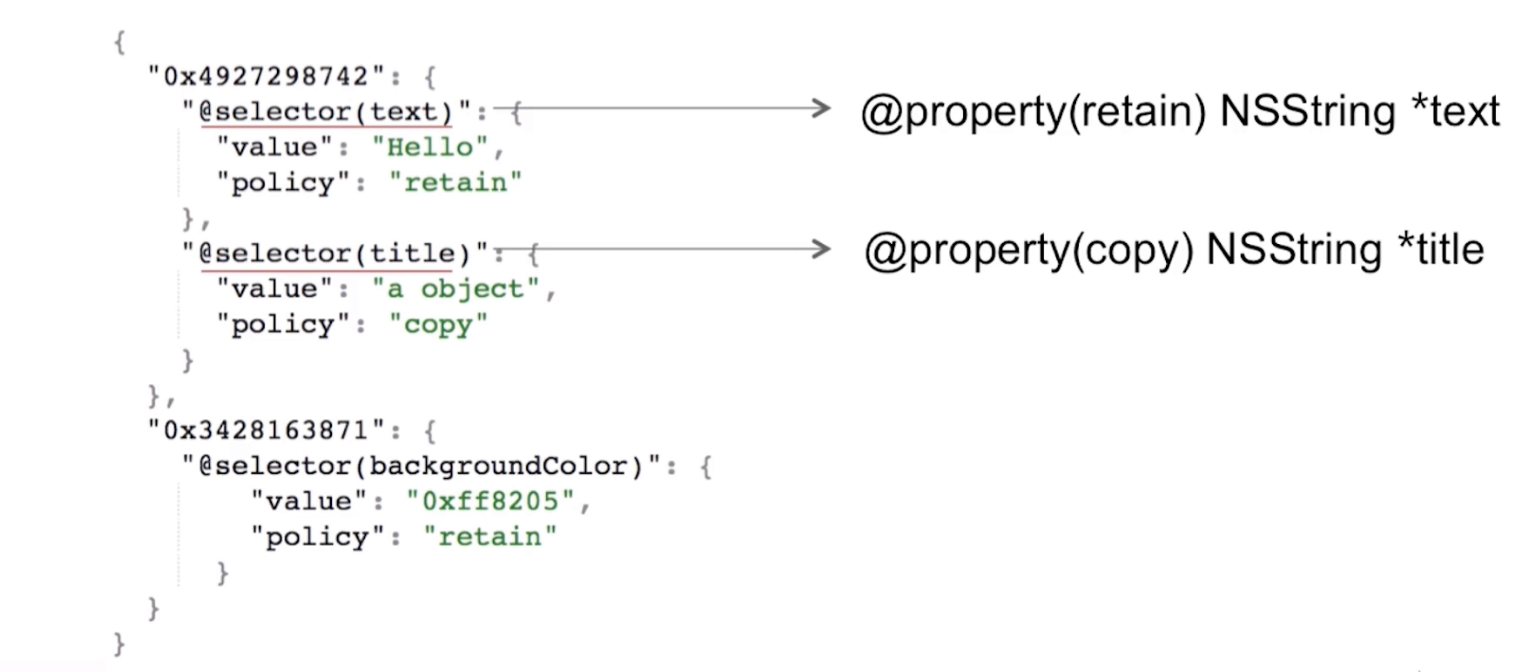 {
"0x4927298742": {
"@selector(text)": { @property(retain) NSString *text
"value": "Hello",
"policy": "retain"
},
"@selector(title)": { @property(copy) NSString *title
"value": "a object",
"policy": "copy"
}
},
"0x3428163871": {
"@selector(backgroundColor)": {
"value": "0xff8205",
"policy": "retain"
}
}
}